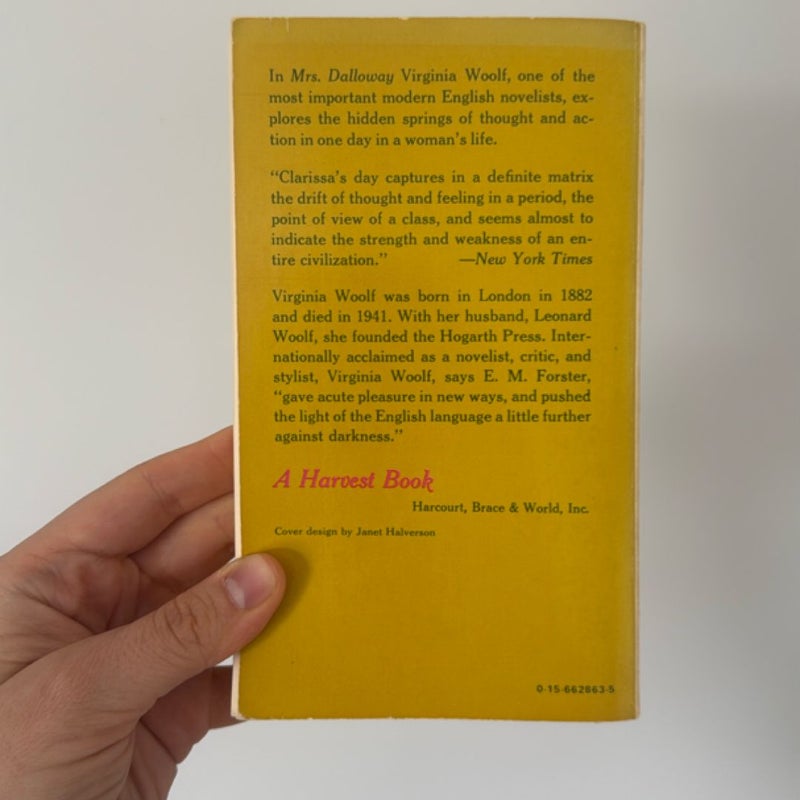 In Mrs. Dalloway Virginia Woolf, one of the
most important modern English novelists, ex-
plores the hidden springs of thought and ac-
tion in one day in a woman's life.
“Clarissa's day captures in a definite matrix
the drift of thought and feeling in a period, the
point of view of a class, and seems almost to
indicate the strength and weakness of an en-
tire civilization.” —New York Times
Virginia Woolf was born in London in 1882
and died in 1941. With her husband, Leonard
Woolf, she founded the Hogarth Press. Inter-
nationally acclaimed as a novelist, critic, and
stylist, Virginia Woolf, says E. M. Forster,
“gave acute pleasure in new ways, and pushed
the light of the English language a little further
against darkness.”
A Harvest Book
Harcourt, Brace & World, Inc.
Cover design by Janet Halverson
0-15-662863-5